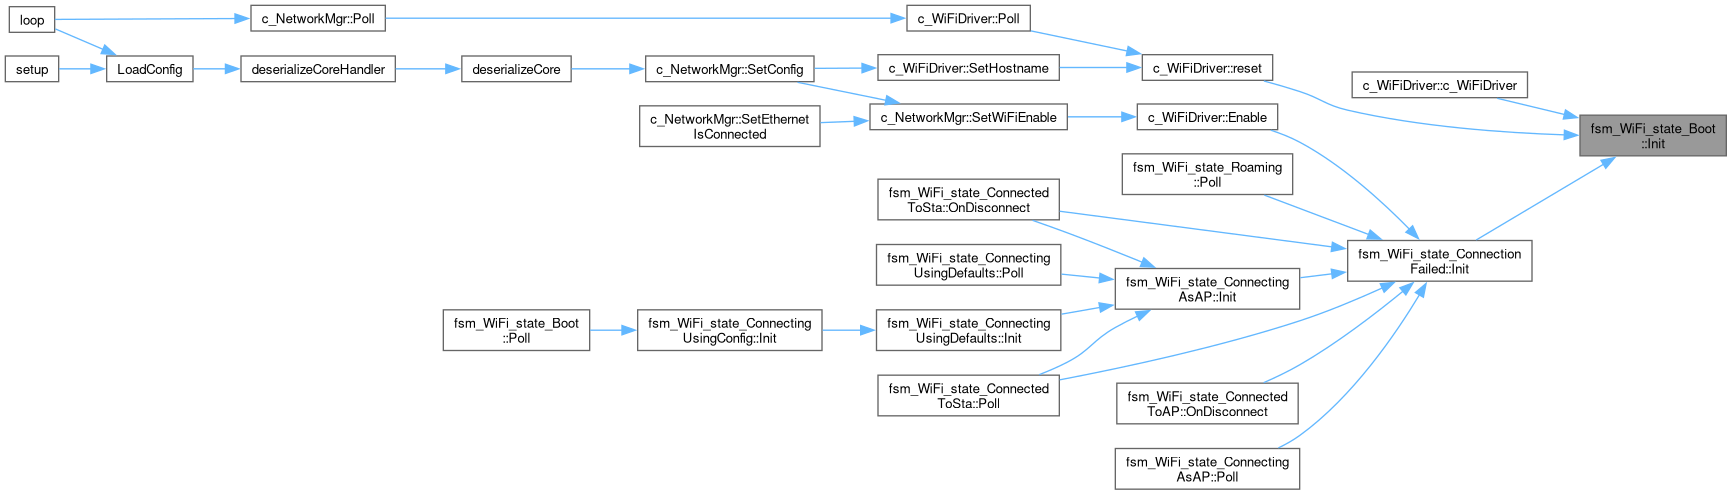 loop
c_NetworkMgr::Poll
c_WiFiDriver::Poll
setup
LoadConfig
deserializeCoreHandler
deserializeCore
c_NetworkMgr::SetConfig
c_WiFiDriver::SetHostname
c_WiFiDriver::reset
c_WiFiDriver::c_WiFiDriver
c_NetworkMgr::SetEthernet
IsConnected
c_NetworkMgr::SetWiFiEnable
c_WiFiDriver::Enable
fsm_WiFi_state_Boot
::Init
fsm_WiFi_state_Roaming
::Poll
fsm_WiFi_state_Connected
ToSta::OnDisconnect
fsm_WiFi_state_Connecting
UsingDefaults::Poll
fsm_WiFi_state_Connecting
AsAP::Init
fsm_WiFi_state_Connection
Failed::Init
fsm_WiFi_state_Boot
::Poll
fsm_WiFi_state_Connecting
UsingConfig::Init
fsm_WiFi_state_Connecting
UsingDefaults::Init
fsm_WiFi_state_Connected
ToSta::Poll
fsm_WiFi_state_Connected
ToAP::OnDisconnect
fsm_WiFi_state_Connecting
AsAP::Poll